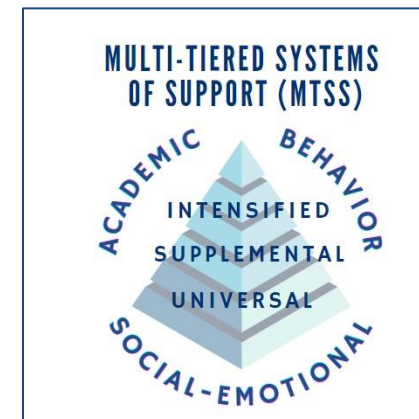 MULTI-TIERED SYSTEMS
OF SUPPORT (MTSS)
ACADEMIC
BEHAVIOR
INTENSIFIED
SUPPLEMENTAL
UNIVERSAL
SOCIAL-EMOTIONAL